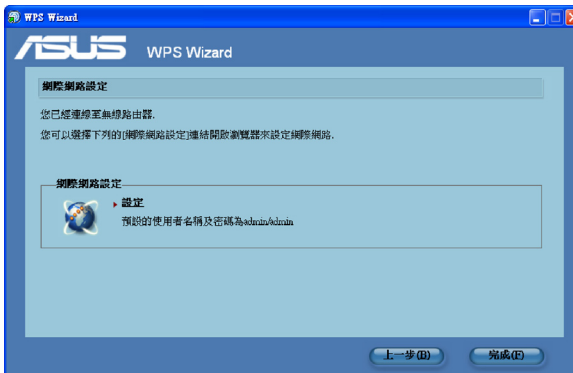 WPS Wizard
ASUS WPS Wizard
網際網路設定
您已經連線至無線路由器.
您可以選擇下列的[網際網路設定]連結開啟瀏覽器來設定網際網路.
網際網路設定
設定
預設的使用者名稱及密碼為admin/admin
上一步(B)
完成(F)